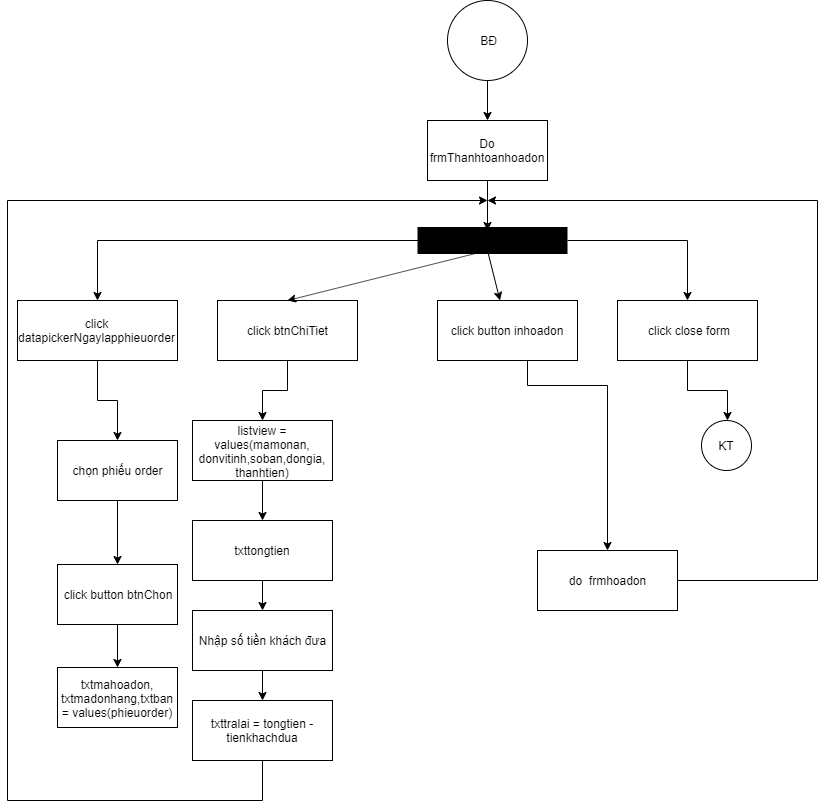 BĐ
Do
frmThanhtoanhoadon
click
datapickerNgaylapphieuorder
click btnChiTiet
click button inhoadon
click close form
listview =
values(mamonan,
donvitinh,soban,dongia,
thanhtien)
KT
chọn phiếu order
txttongtien
click button btnChon
do  frmhoadon
Nhập số tiền khách đưa
txtmahoadon,
txtmadonhang,txtban
= values(phieuorder)
txttralai = tongtien -
tienkhachdua